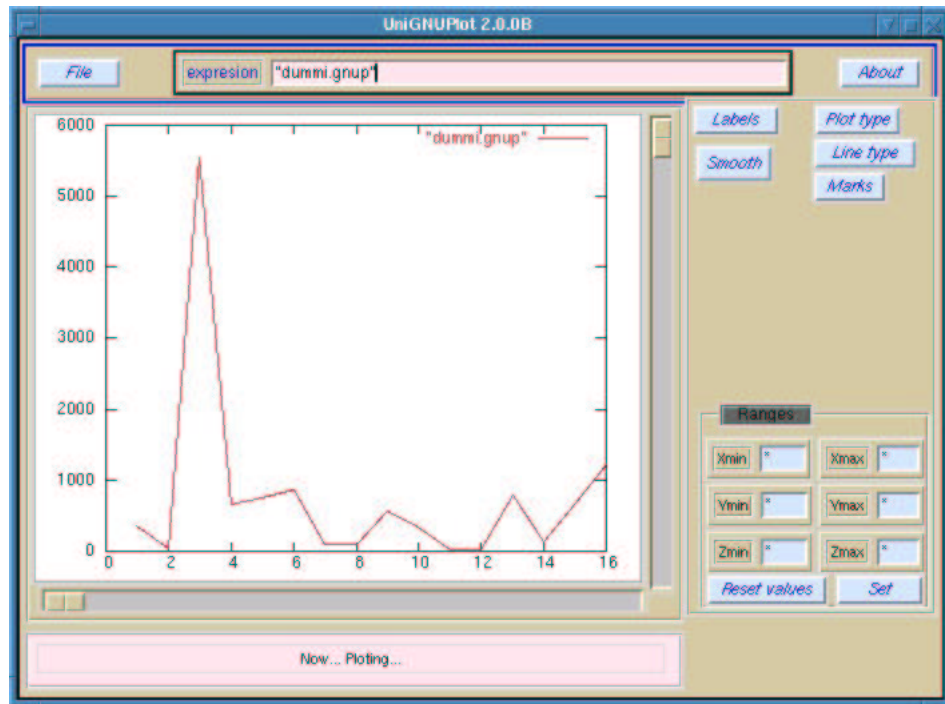 UniGNUPlot 2.0.0B
File
expresion "dummi.gnup"
About
Labels
Plot type
Smooth
Line type
Marks
"dummi.gnup"
6000
5000
4000
3000
2000
1000
0
0 2 4 6 8 10 12 14 16
Ranges
Xmin * Xmax *
Ymin * Ymax *
Zmin * Zmax *
Reset values Set
Now... Ploting...